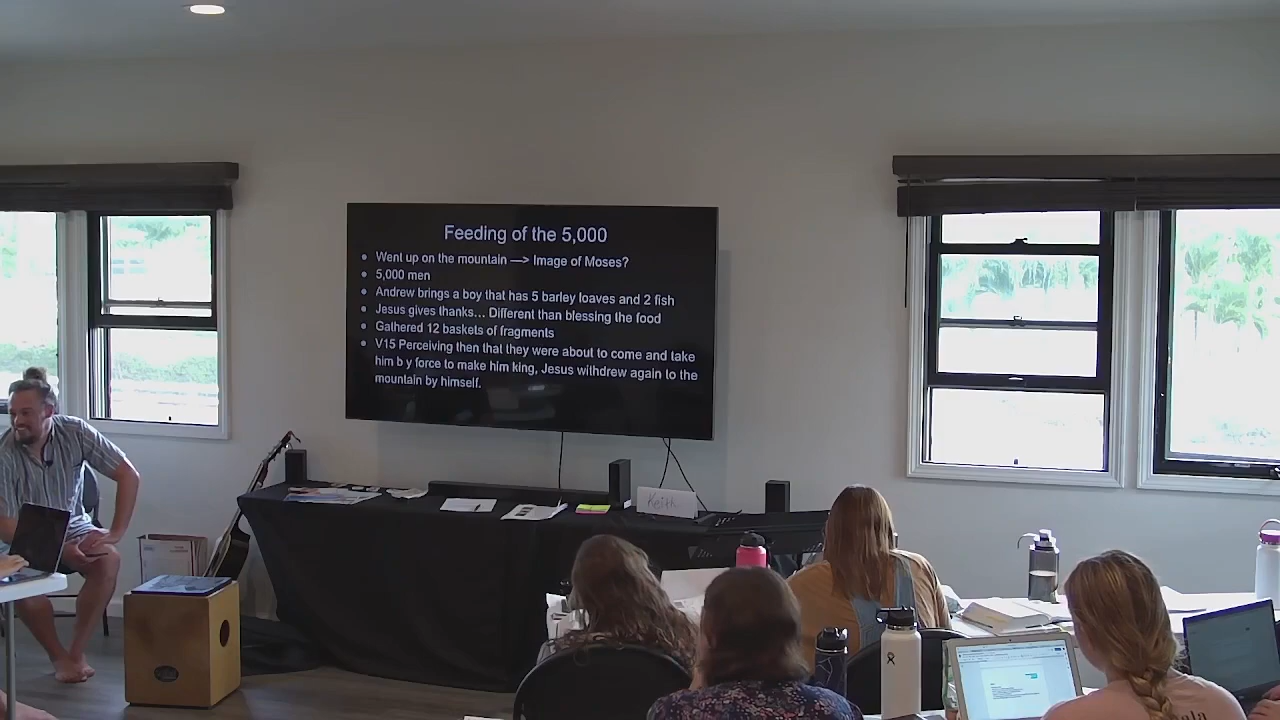 Feeding of the 5,000
• Went up on the mountain —> Image of Moses?
• 5,000 men
• Andrew brings a boy that has 5 barley loaves and 2 fish
• Jesus gives thanks… Different than blessing the food
• Gathered 12 baskets of fragments
• V15 Perceiving then that they were about to come and take
him b y force to make him king, Jesus withdrew again to the
mountain by himself.
Keith